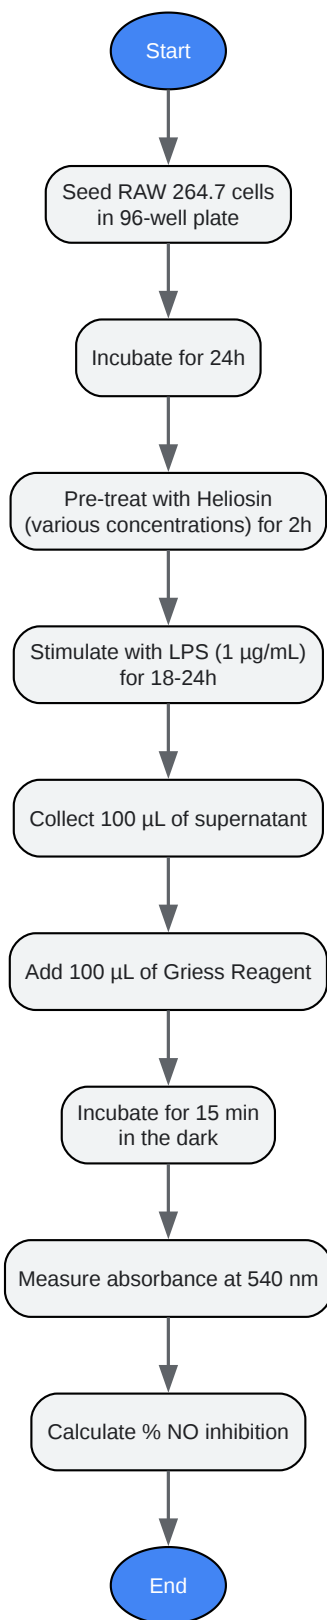 Start
Seed RAW 264.7 cells
in 96-well plate
Incubate for 24h
Pre-treat with Heliosin
(various concentrations) for 2h
Stimulate with LPS (1 µg/mL)
for 18-24h
Collect 100 µL of supernatant
Add 100 µL of Griess Reagent
Incubate for 15 min
in the dark
Measure absorbance at 540 nm
Calculate % NO inhibition
End